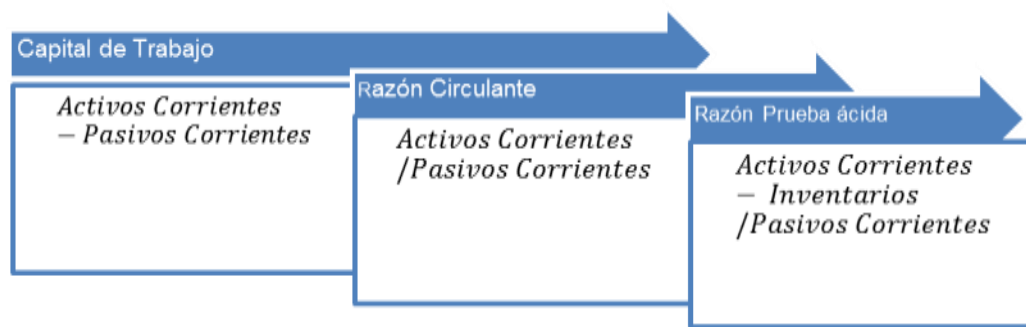 Capital de Trabajo
Activos Corrientes
− Pasivos Corrientes
Razón Circulante
Activos Corrientes
/Pasivos Corrientes
Razón Prueba ácida
Activos Corrientes
− Inventarios
/Pasivos Corrientes